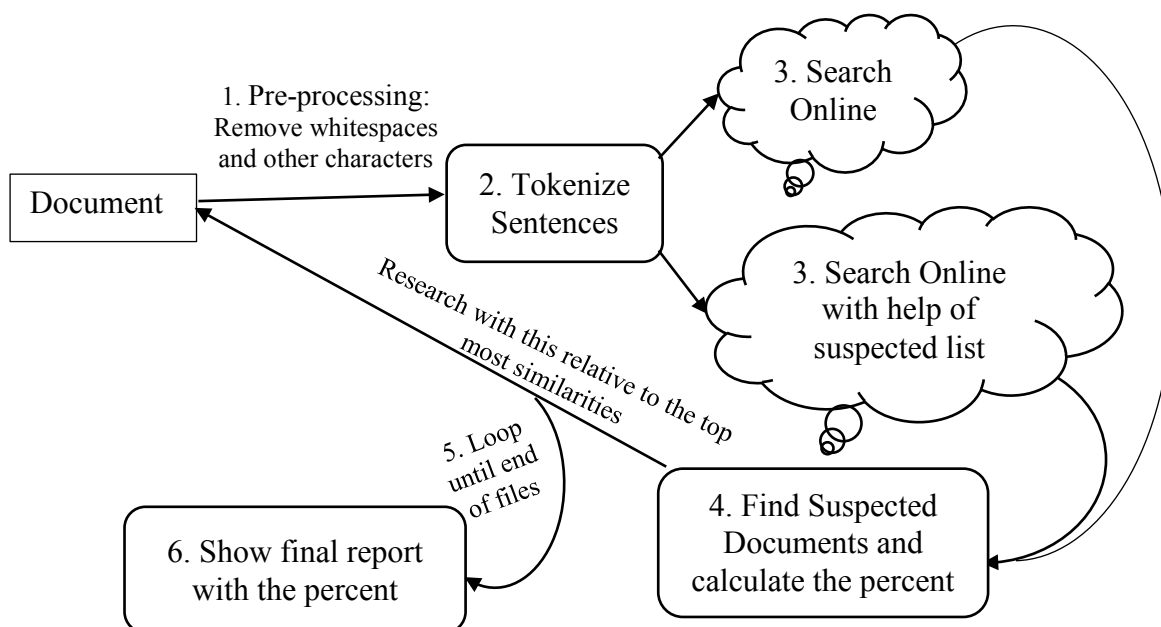 1. Pre-processing:
Remove whitespaces
and other characters
Document
2. Tokenize
Sentences
3. Search
Online
3. Search Online
with help of
suspected list
Research with this relative to the top
most similarities
4. Find Suspected
Documents and
calculate the percent
5. Loop
until end
of files
6. Show final report
with the percent